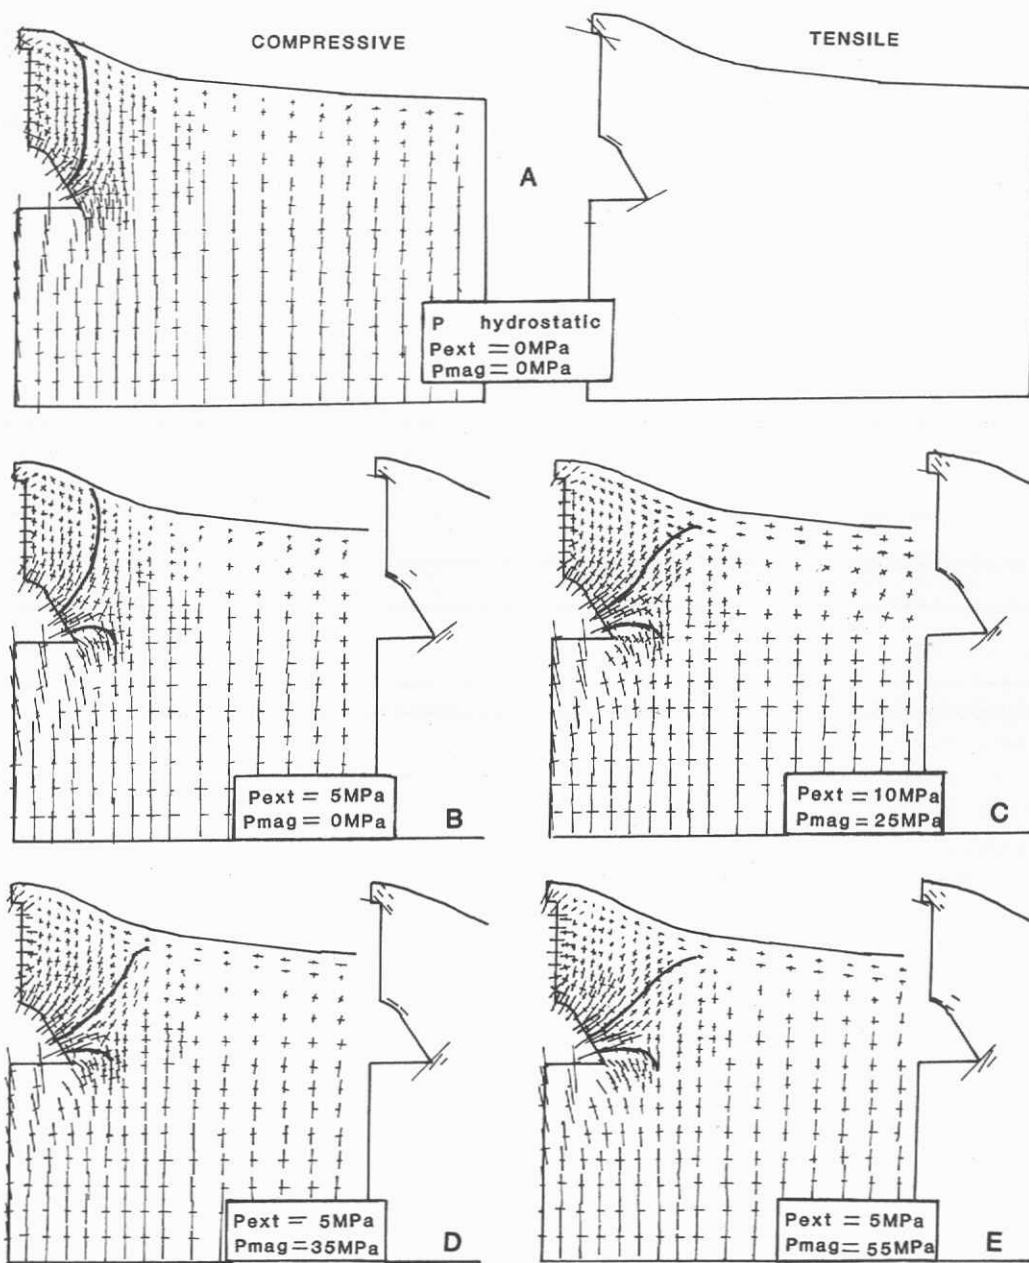 COMPRESSIVE
TENSILE
A
P hydrostatic
Pext = 0MPa
Pmag = 0MPa
Pext = 5MPa
Pmag = 0MPa
B
Pext = 10MPa
Pmag = 25MPa
C
Pext = 5MPa
Pmag = 35MPa
D
Pext = 5MPa
Pmag = 55MPa
E